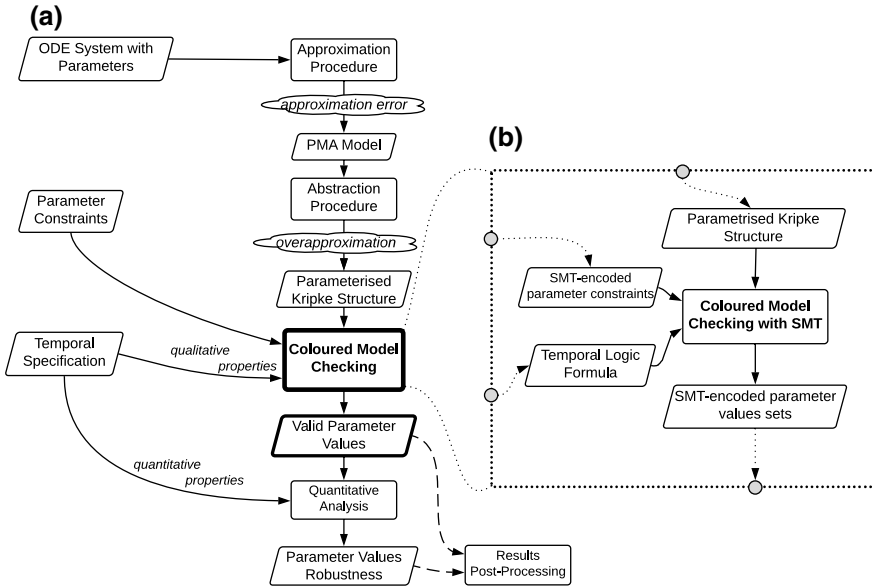 (a)
ODE System with
Parameters
Approximation
Procedure
approximation error
PMA Model
Parameter
Constraints
Abstraction
Procedure
overapproximation
Parameterised
Kripke Structure
Temporal
Specification
qualitative
properties
Coloured Model
Checking
Valid Parameter
Values
quantitative
properties
Quantitative
Analysis
Parameter Values
Robustness
Results
Post-Processing
(b)
Parametrised Kripke
Structure
SMT-encoded
parameter constraints
Coloured Model
Checking with SMT
Temporal Logic
Formula
SMT-encoded parameter
values sets